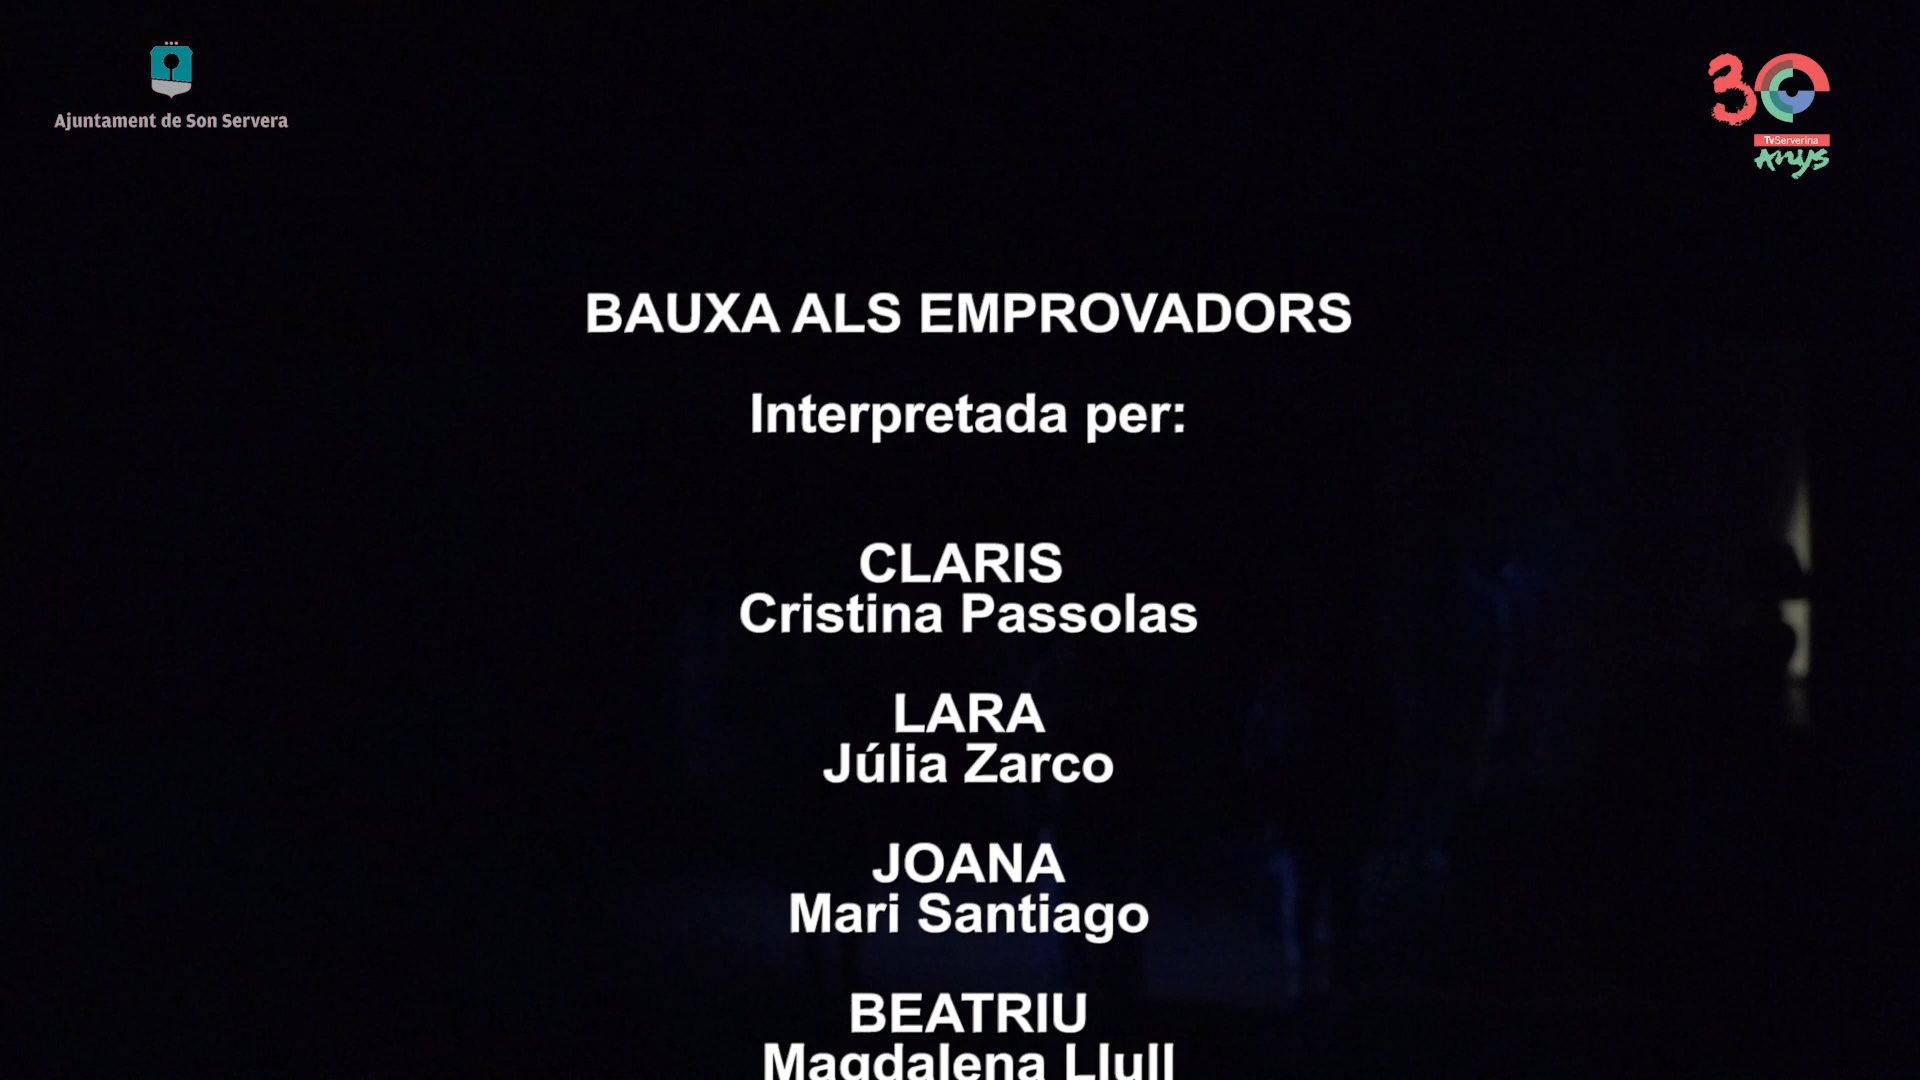 Ajuntament de Son Servera
30
TvServerina
Anys
BAUXA ALS EMPROVADORS
Interpretada per:
CLARIS
Cristina Passolas
LARA
Júlia Zarco
JOANA
Mari Santiago
BEATRIU
Magdalena Llull